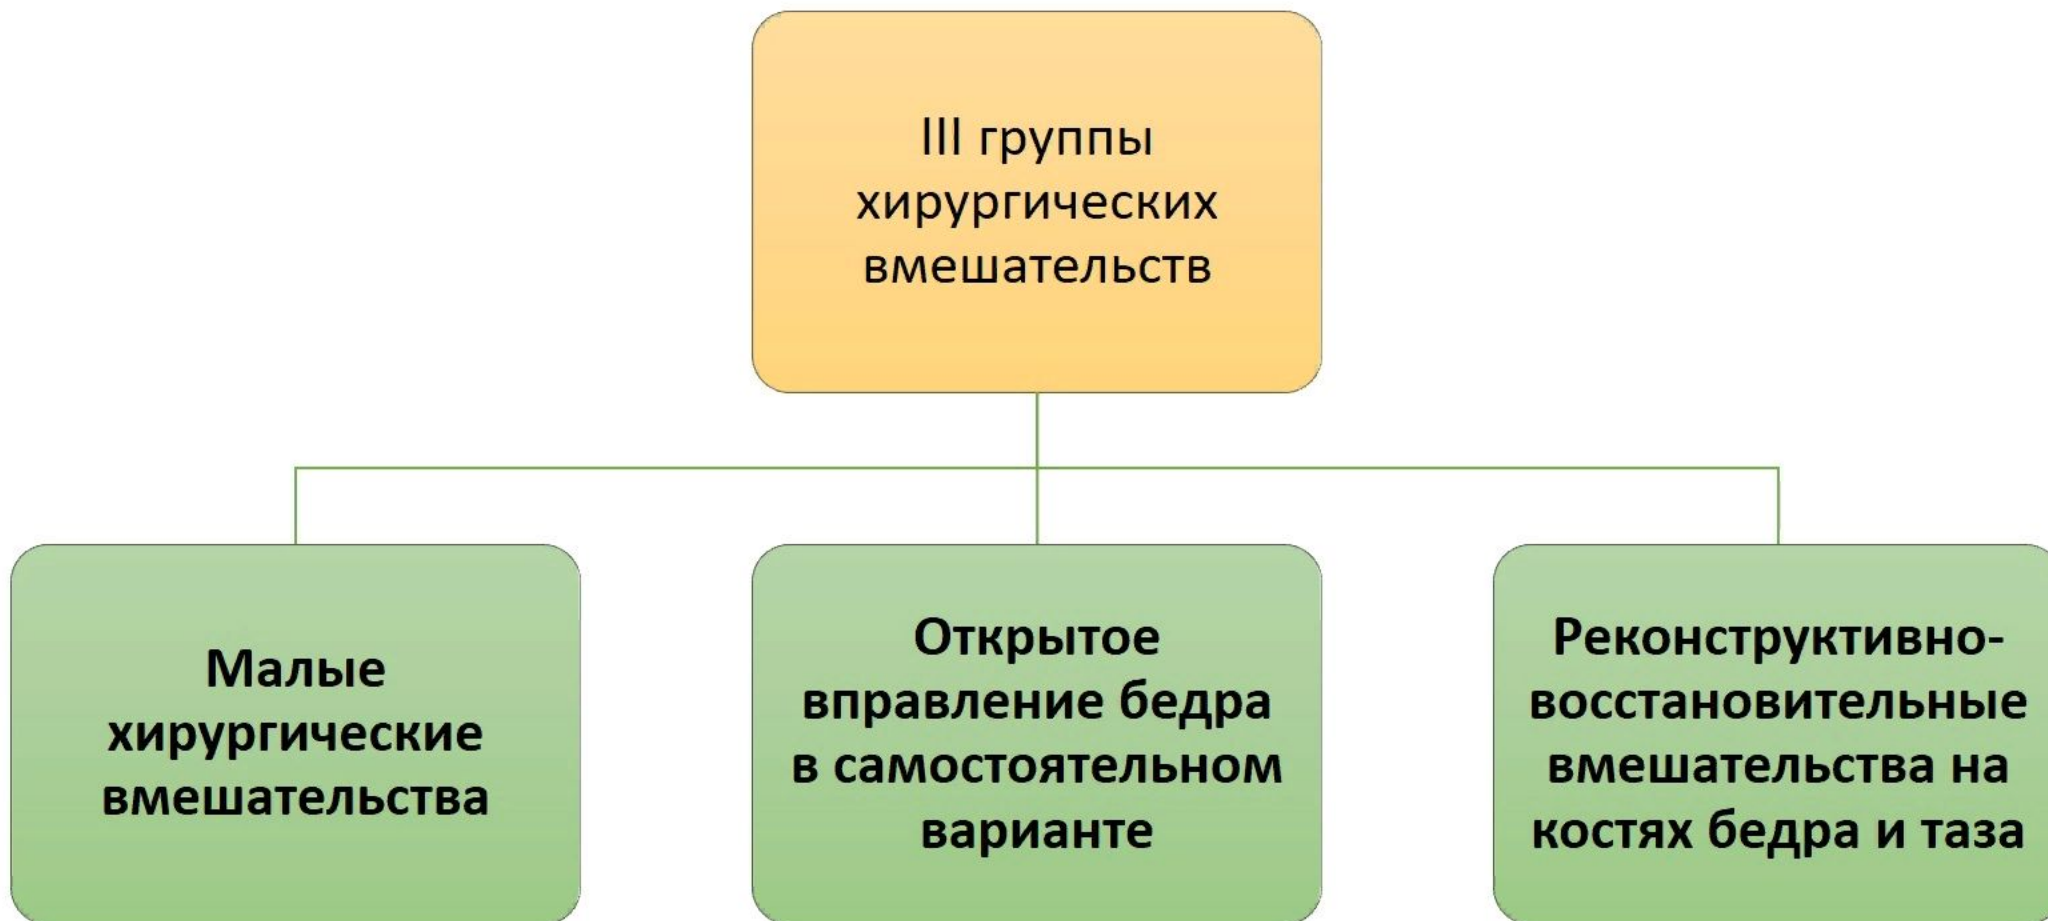 III группы
хирургических
вмешательств
Малые
хирургические
вмешательства
Открытое
вправление бедра
в самостоятельном
варианте
Реконструктивно-
восстановительные
вмешательства на
костях бедра и таза